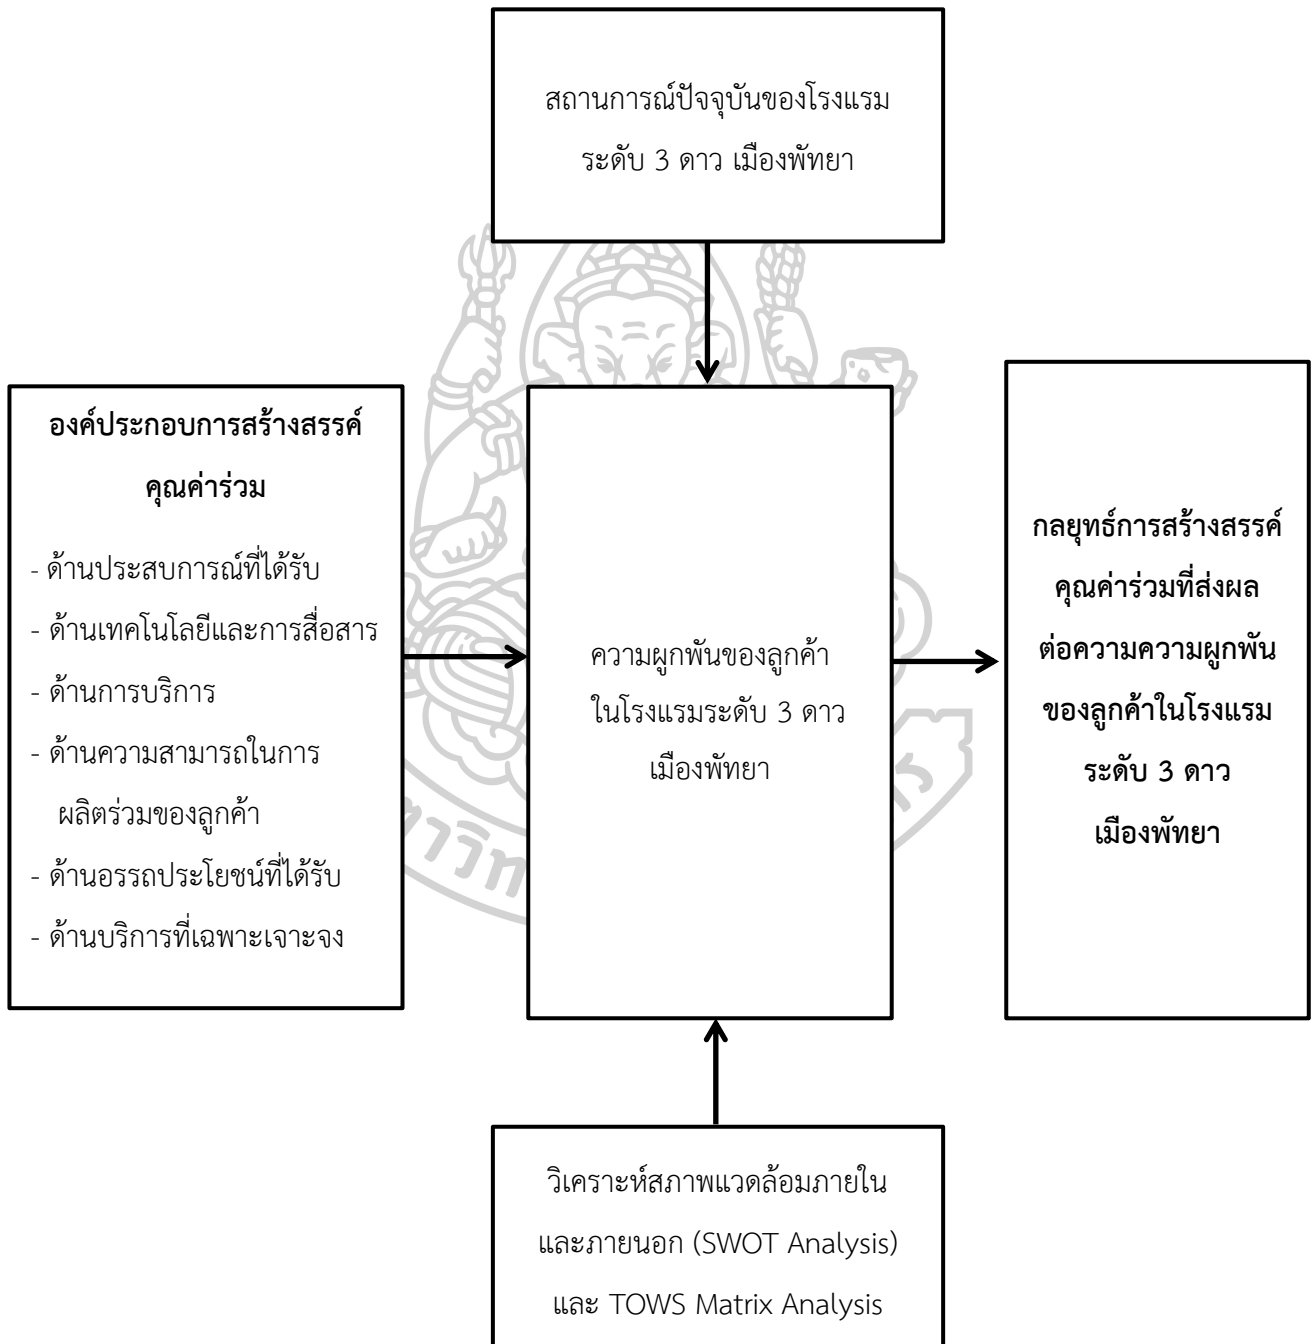 สถานการณ์ปัจจุบันของโรงแรม
ระดับ 3 ดาว เมืองพัทยา
องค์ประกอบการสร้างสรรค์
คุณค่าร่วม
- ด้านประสบการณ์ที่ได้รับ
- ด้านเทคโนโลยีและการสื่อสาร
- ด้านการบริการ
- ด้านความสามารถในการ
ผลิตร่วมของลูกค้า
- ด้านอรรถประโยชน์ที่ได้รับ
- ด้านบริการที่เฉพาะเจาะจง
ความผูกพันของลูกค้า
ในโรงแรมระดับ 3 ดาว
เมืองพัทยา
กลยุทธ์การสร้างสรรค์
คุณค่าร่วมที่ส่งผล
ต่อความความผูกพัน
ของลูกค้าในโรงแรม
ระดับ 3 ดาว
เมืองพัทยา
วิเคราะห์สภาพแวดล้อมภายใน
และภายนอก (SWOT Analysis)
และ TOWS Matrix Analysis